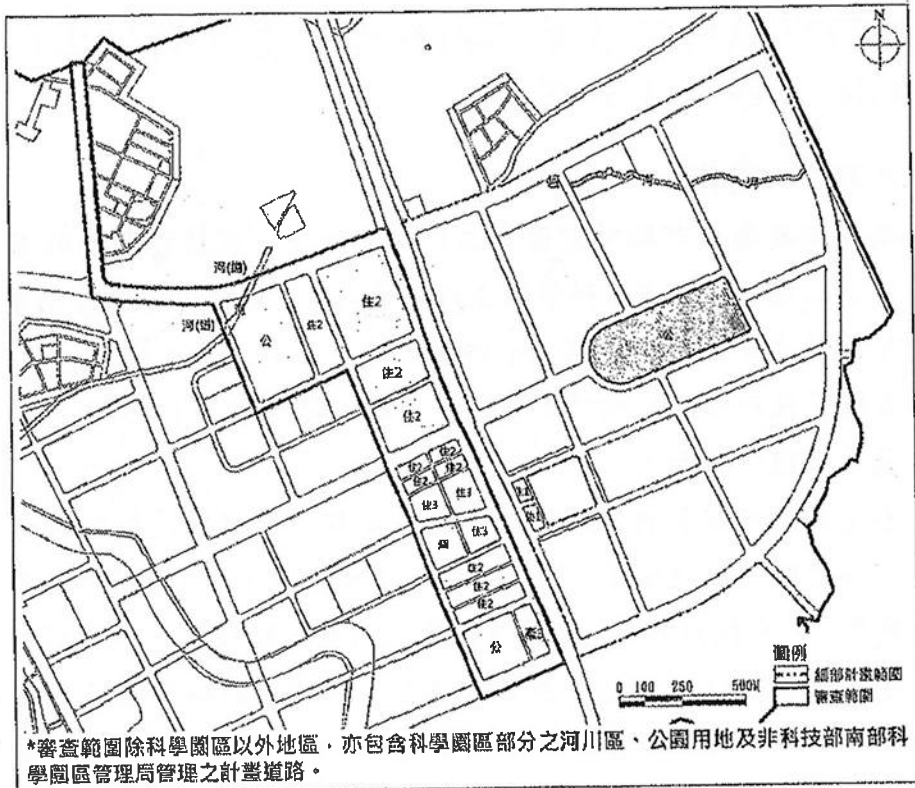 N
河(道)
河(道)
公
住2
住2
住2
住2
住2
住2
住2
住2
住3
住3
住3
住2
住2
住2
公
0 100 250 500M
圖例
細部計畫範圍
審查範圍
*審查範圍除科學園區以外地區，亦包含科學園區部分之河川區、公園用地及非科技部南部科
學園區管理局管理之計畫道路。